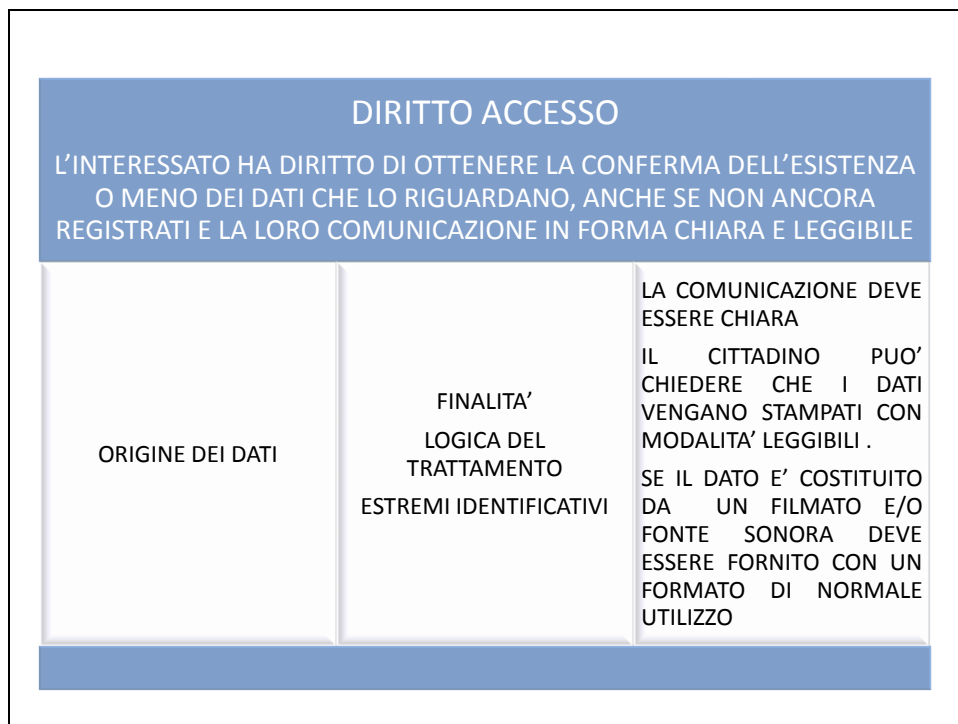 DIRITTO ACCESSO
L’INTERESSATO HA DIRITTO DI OTTENERE LA CONFERMA DELL’ESISTENZA
O MENO DEI DATI CHE LO RIGUARDANO, ANCHE SE NON ANCORA
REGISTRATI E LA LORO COMUNICAZIONE IN FORMA CHIARA E LEGGIBILE
ORIGINE DEI DATI
FINALITA’
LOGICA DEL
TRATTAMENTO
ESTREMI IDENTIFICATIVI
LA COMUNICAZIONE DEVE
ESSERE CHIARA
IL CITTADINO PUO’
CHIEDERE CHE I DATI
VENGANO STAMPATI CON
MODALITA’ LEGGIBILI .
SE IL DATO E’ COSTITUITO
DA UN FILMATO E/O
FONTE SONORA DEVE
ESSERE FORNITO CON UN
FORMATO DI NORMALE
UTILIZZO